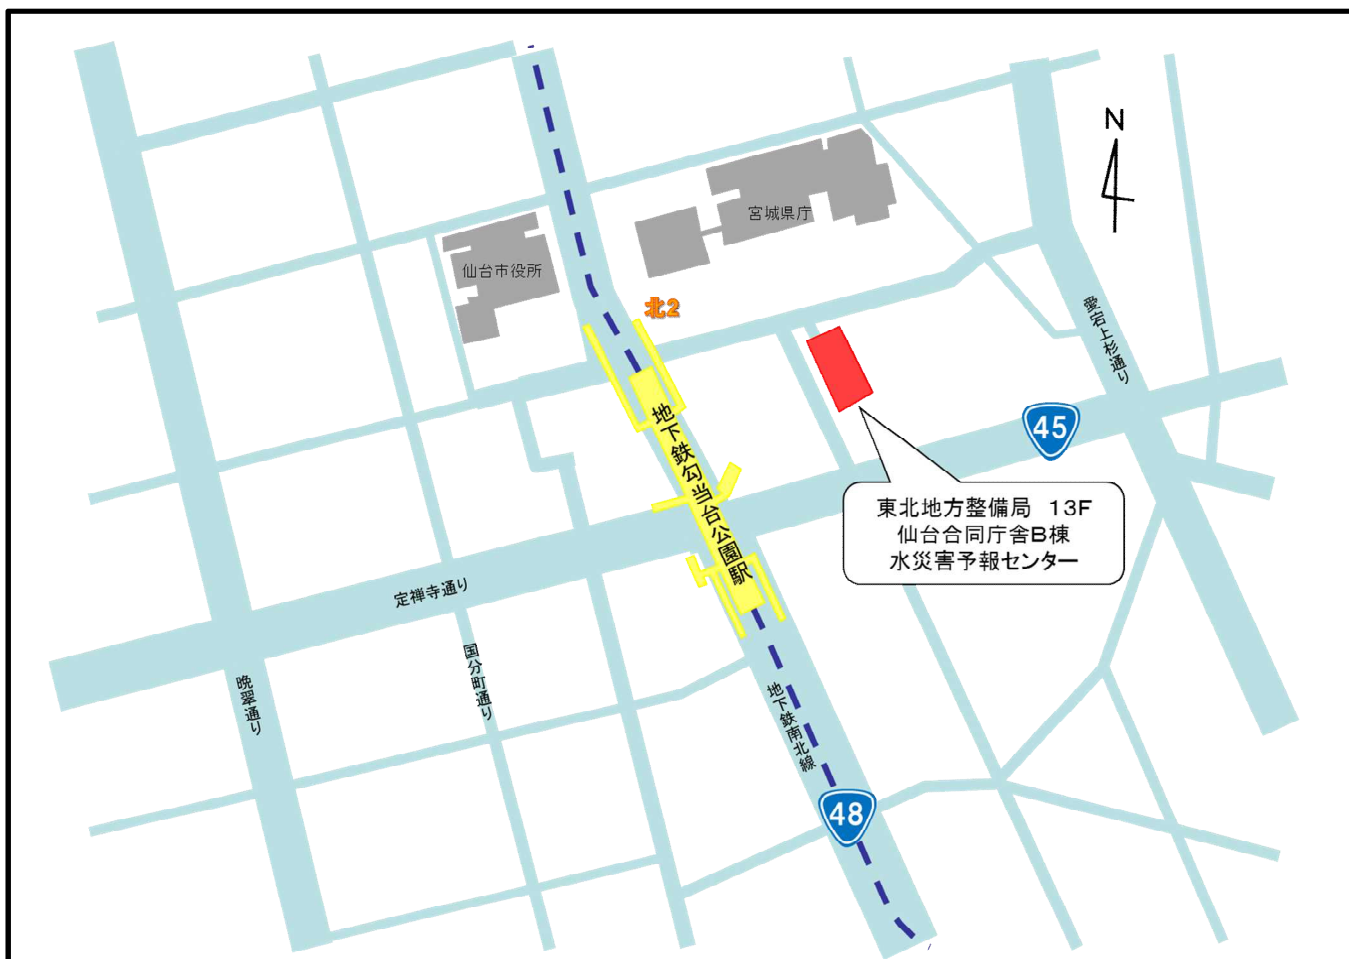 N
宮城県庁
仙台市役所
北2
愛宕上杉通り
45
地下鉄勾当台公園駅
東北地方整備局　13F
仙台合同庁舎B棟
水災害予報センター
定禅寺通り
国分町通り
晩翠通り
地下鉄南北線
48